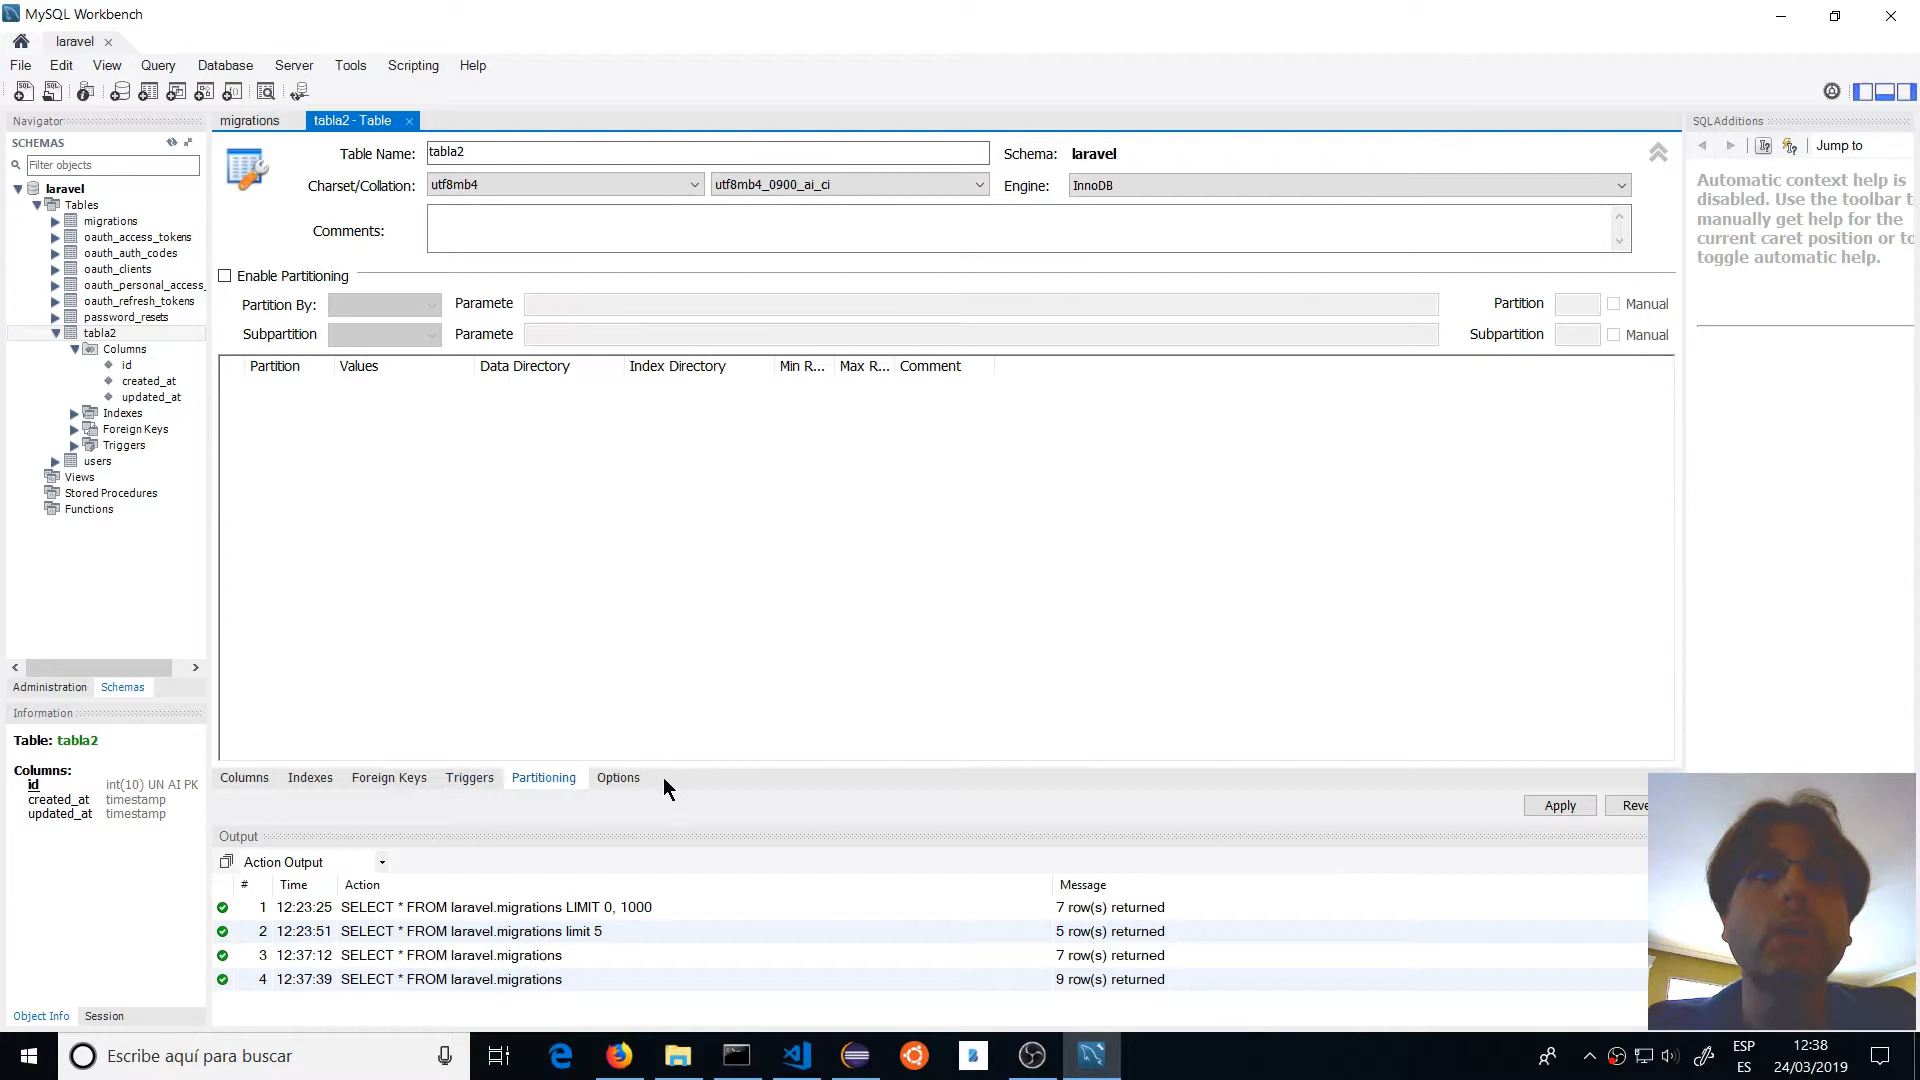 MySQL Workbench
laravel
File Edit View Query Database Server Tools Scripting Help
Navigator
SCHEMAS
Filter objects
laravel
Tables
migrations
oauth_access_tokens
oauth_auth_codes
oauth_clients
oauth_personal_access_
oauth_refresh_tokens
password_resets
tabla2
Columns
id
created_at
updated_at
Indexes
Foreign Keys
Triggers
users
Views
Stored Procedures
Functions
Administration Schemas
Information
Table: tabla2
Columns:
id int(10) UN AI PK
created_at timestamp
updated_at timestamp
Object Info Session
migrations tabla2 - Table
Table Name: tabla2 Schema: laravel
Charset/Collation: utf8mb4 utf8mb4_0900_ai_ci Engine: InnoDB
Comments:
Enable Partitioning
Partition By: Paramete Partition Manual
Subpartition Paramete Subpartition Manual
Partition Values Data Directory Index Directory Min R... Max R... Comment
Columns Indexes Foreign Keys Triggers Partitioning Options
Apply Reve
Output
Action Output
# Time Action Message
1 12:23:25 SELECT * FROM laravel.migrations LIMIT 0, 1000 7 row(s) returned
2 12:23:51 SELECT * FROM laravel.migrations limit 5 5 row(s) returned
3 12:37:12 SELECT * FROM laravel.migrations 7 row(s) returned
4 12:37:39 SELECT * FROM laravel.migrations 9 row(s) returned
SQLAdditions
Jump to
Automatic context help is
disabled. Use the toolbar t
manually get help for the
current caret position or to
toggle automatic help.
Escribe aquí para buscar
ESP
ES
12:38
24/03/2019